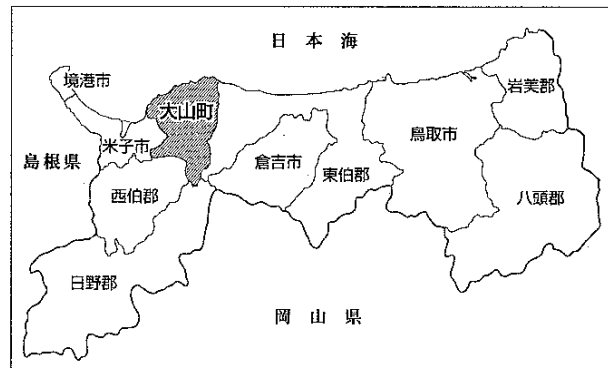 日本海
境港市
大山町
岩美郡
米子市
鳥取市
島根県
倉吉市
東伯郡
西伯郡
八頭郡
日野郡
岡山県